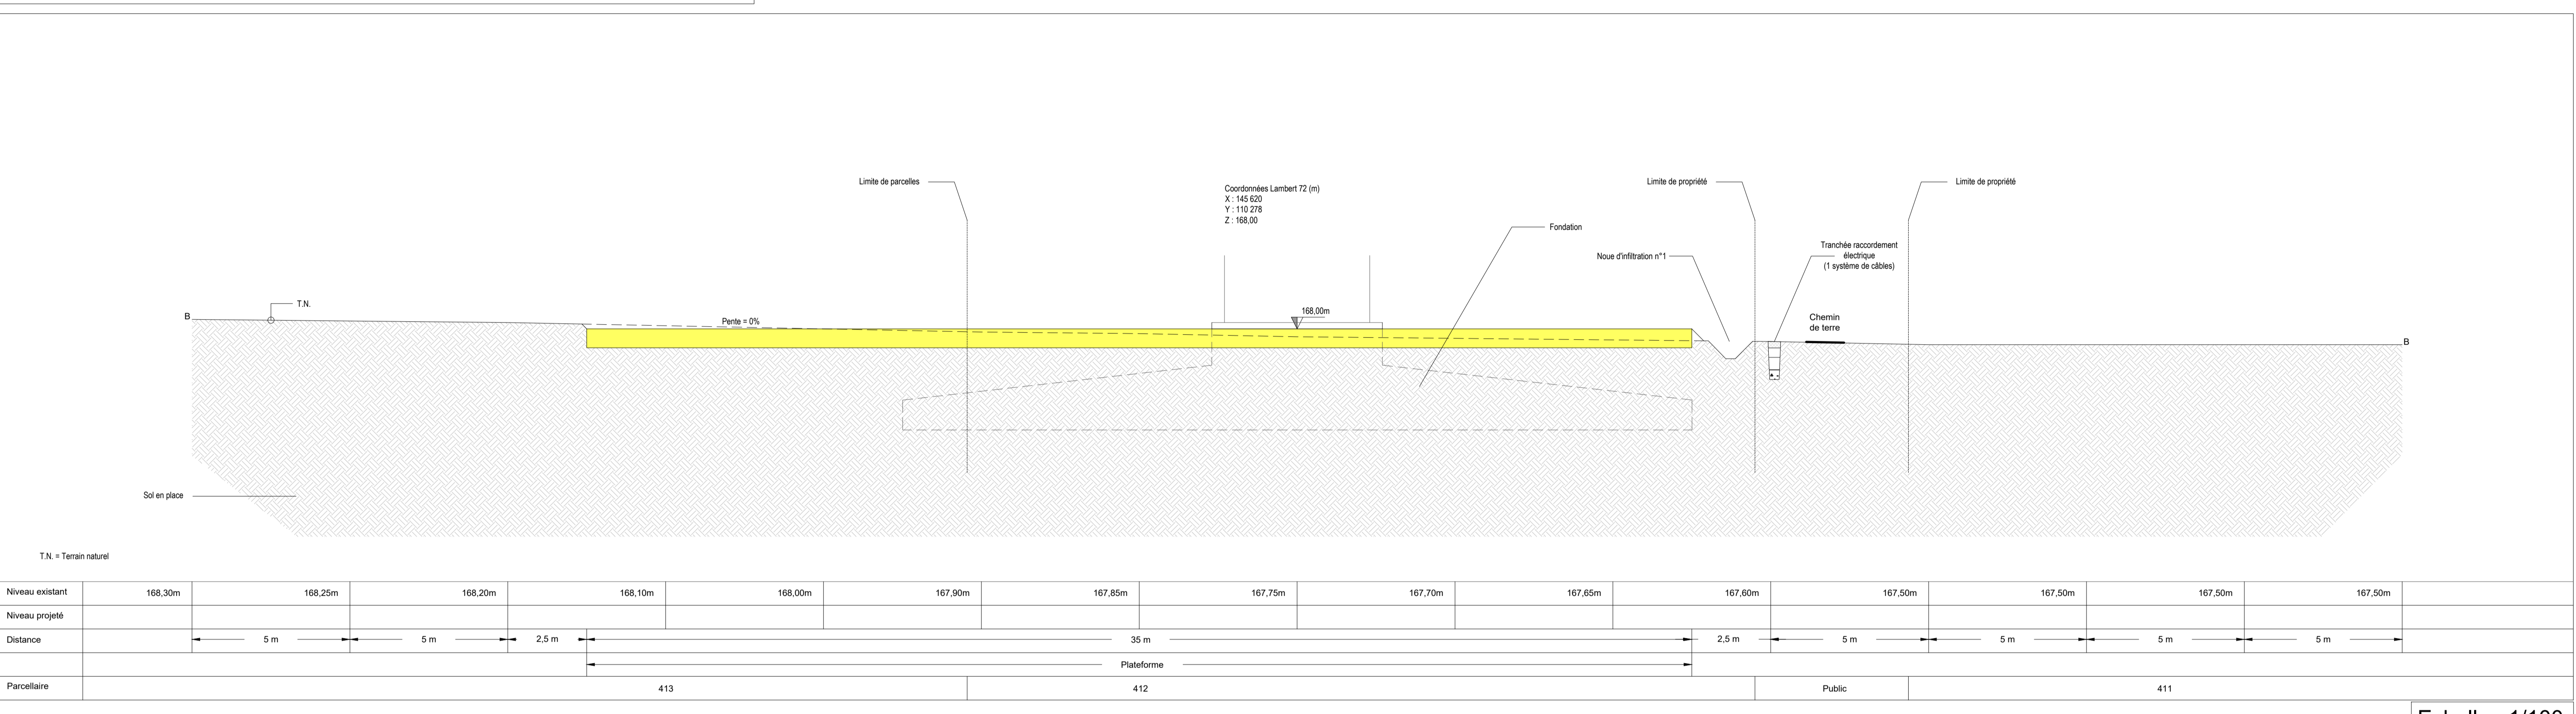 Limite de parcelles
Coordonnées Lambert 72 (m)
X : 145 620
Y : 110 278
Z : 168,00
Limite de propriété
Limite de propriété
Fondation
Noue d'infiltration n°1
Tranchée raccordement
électrique
(1 système de câbles)
T.N.
B
Pente = 0%
168,00m
Chemin
de terre
B
Sol en place
T.N. = Terrain naturel
Niveau existant 168,30m 168,25m 168,20m 168,10m 168,00m 167,90m 167,85m 167,75m 167,70m 167,65m 167,60m 167,50m 167,50m 167,50m 167,50m
Niveau projeté
Distance 5 m 5 m 2,5 m 35 m 2,5 m 5 m 5 m 5 m 5 m
Plateforme
Parcellaire 413 412 Public 411